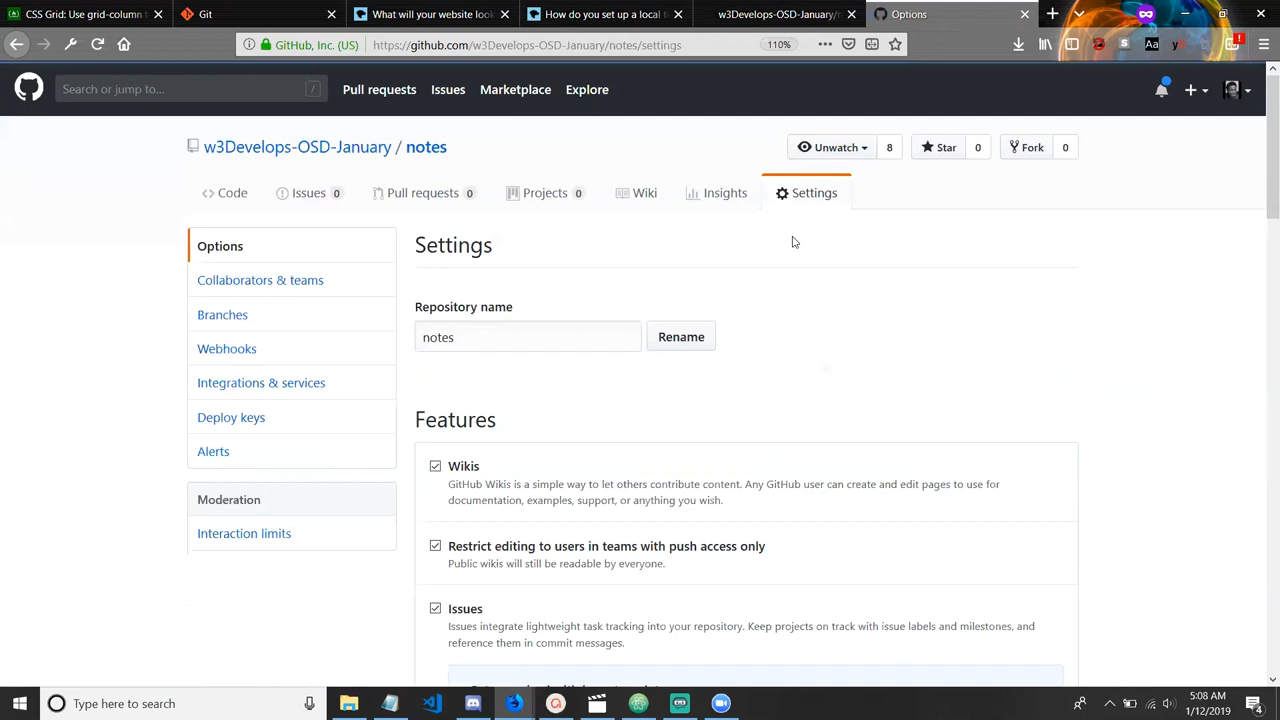 CSS Grid: Use grid-column t
Git
What will your website look
How do you set up a local t
w3Develops-OSD-January/n
Options
GitHub, Inc. (US)
https://github.com/w3Develops-OSD-January/notes/settings
110%
Search or jump to...
/
Pull requests
Issues
Marketplace
Explore
w3Develops-OSD-January / notes
Unwatch 8
Star 0
Fork 0
Code
Issues 0
Pull requests 0
Projects 0
Wiki
Insights
Settings
Options
Collaborators & teams
Branches
Webhooks
Integrations & services
Deploy keys
Alerts
Moderation
Interaction limits
Settings
Repository name
notes
Rename
Features
Wikis
GitHub Wikis is a simple way to let others contribute content. Any GitHub user can create and edit pages to use for
documentation, examples, support, or anything you wish.
Restrict editing to users in teams with push access only
Public wikis will still be readable by everyone.
Issues
Issues integrate lightweight task tracking into your repository. Keep projects on track with issue labels and milestones, and
reference them in commit messages.
Type here to search
5:08 AM
1/12/2019
4